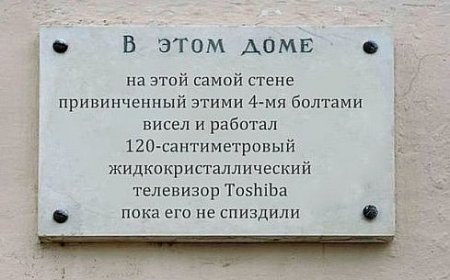 В ЭТОМ ДОМЕ
на этой самой стене
привинченный этими 4-мя болтами
висел и работал
120-сантиметровый
жидкокристаллический
телевизор Toshiba
пока его не спиздили